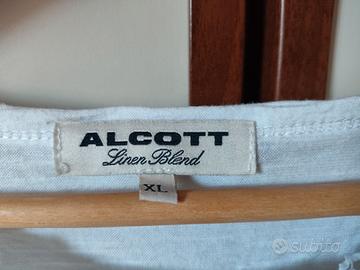 ALCOTT
Linen Blend
XL
subito